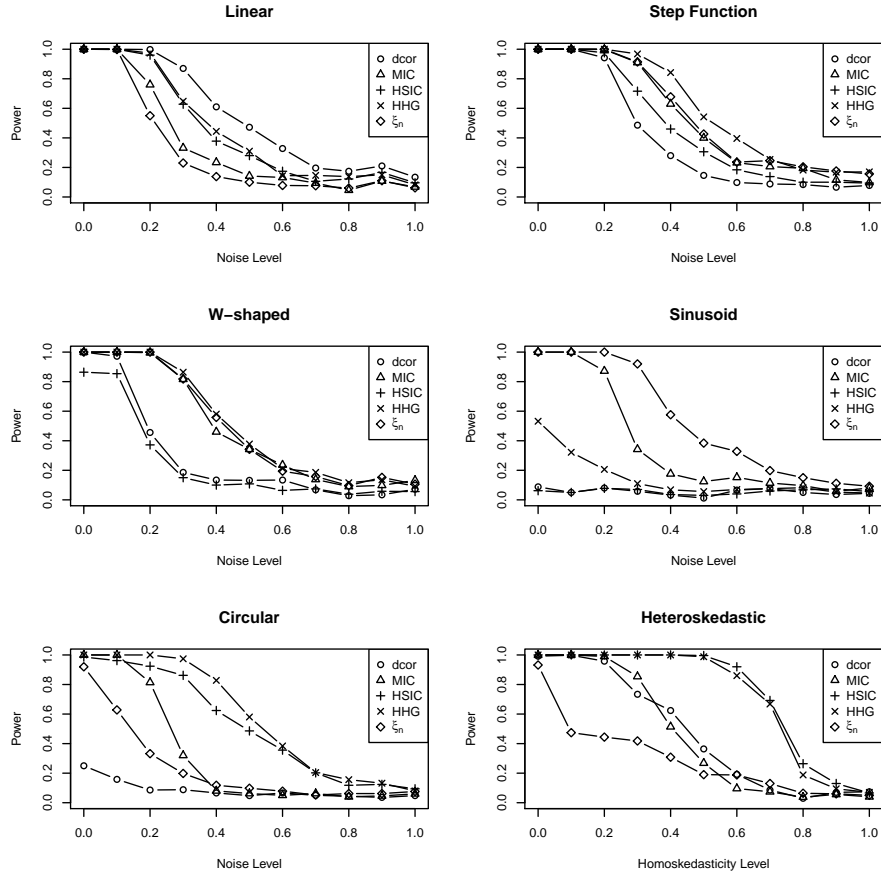 Linear
Power
0.0 0.2 0.4 0.6 0.8 1.0
dcor
MIC
HSIC
HHG
ξn
0.0 0.2 0.4 0.6 0.8 1.0
Noise Level
Step Function
Power
0.0 0.2 0.4 0.6 0.8 1.0
dcor
MIC
HSIC
HHG
ξn
0.0 0.2 0.4 0.6 0.8 1.0
Noise Level
W−shaped
Power
0.0 0.2 0.4 0.6 0.8 1.0
dcor
MIC
HSIC
HHG
ξn
0.0 0.2 0.4 0.6 0.8 1.0
Noise Level
Sinusoid
Power
0.0 0.2 0.4 0.6 0.8 1.0
dcor
MIC
HSIC
HHG
ξn
0.0 0.2 0.4 0.6 0.8 1.0
Noise Level
Circular
Power
0.0 0.2 0.4 0.6 0.8 1.0
dcor
MIC
HSIC
HHG
ξn
0.0 0.2 0.4 0.6 0.8 1.0
Noise Level
Heteroskedastic
Power
0.0 0.2 0.4 0.6 0.8 1.0
dcor
MIC
HSIC
HHG
ξn
0.0 0.2 0.4 0.6 0.8 1.0
Homoskedasticity Level